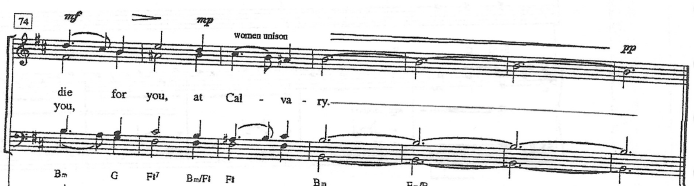 74 mf mp pp
women unison
die for you, at Cal - va - ry.
you,
Bm G F#7 Bm/F# F# Bm